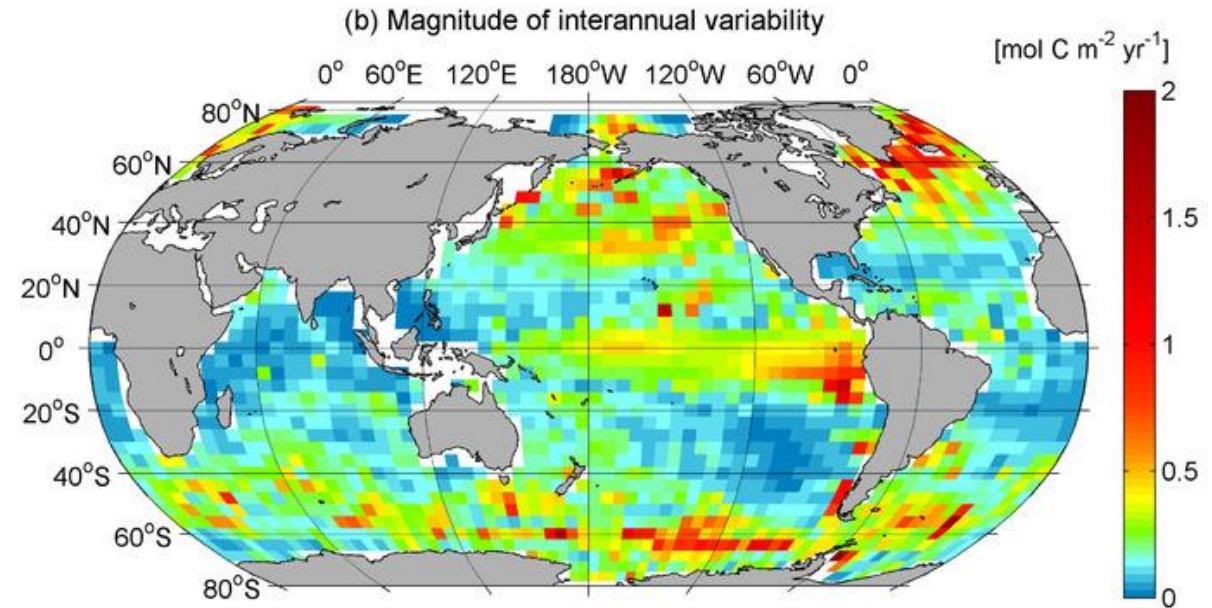 (b) Magnitude of interannual variability
[mol C m⁻² yr⁻¹]
0° 60°E 120°E 180°W 120°W 60°W 0°
80°N
60°N
40°N
20°N
0°
20°S
40°S
60°S
80°S
2
1.5
1
0.5
0